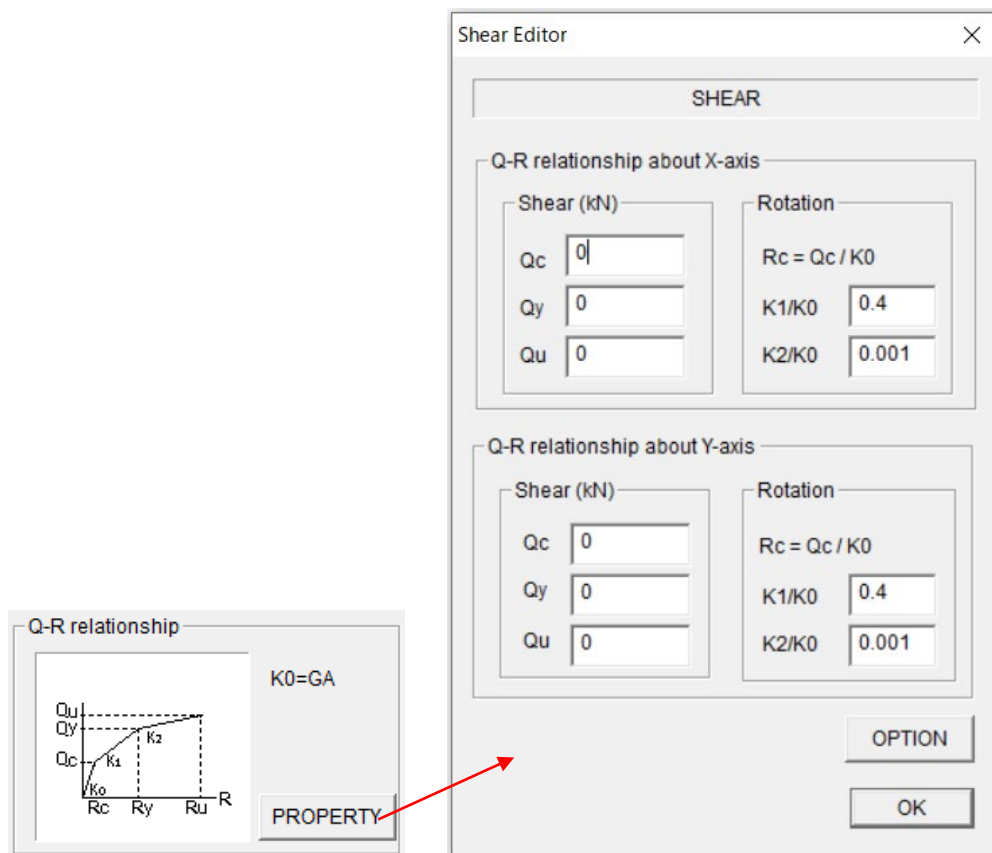 Shear Editor
SHEAR
Q-R relationship about X-axis
Shear (kN)
Qc 0
Qy 0
Qu 0
Rotation
Rc = Qc / K0
K1/K0 0.4
K2/K0 0.001
Q-R relationship about Y-axis
Shear (kN)
Qc 0
Qy 0
Qu 0
Rotation
Rc = Qc / K0
K1/K0 0.4
K2/K0 0.001
OPTION
OK
Q-R relationship
K0=GA
Qu
Qy
Qc
K2
K1
Ko
Rc Ry Ru R
PROPERTY